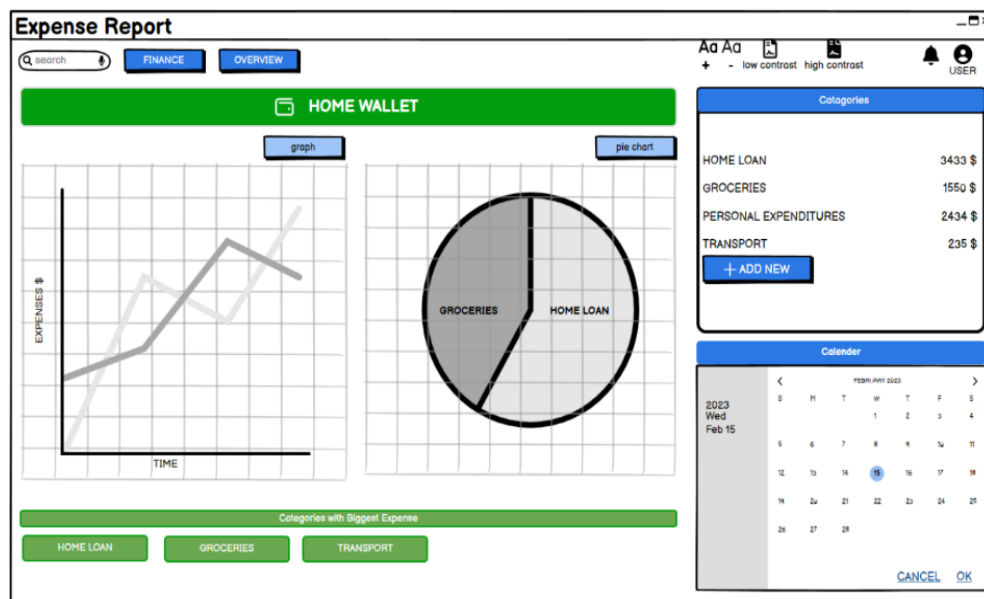 Expense Report
search
FINANCE
OVERVIEW
Aa Aa
+ -
low contrast
high contrast
USER
HOME WALLET
graph
pie chart
EXPENSES $
TIME
GROCERIES
HOME LOAN
Categories with Biggest Expense
HOME LOAN
GROCERIES
TRANSPORT
Catagories
HOME LOAN 3433 $
GROCERIES 1550 $
PERSONAL EXPENDITURES 2434 $
TRANSPORT 235 $
+ ADD NEW
Calender
2023
Wed
Feb 15
FEBRUARY 2023
S M T W T F S
1 2 3 4
5 6 7 8 9 10 11
12 13 14 15 16 17 18
19 20 21 22 23 24 25
26 27 28
CANCEL OK